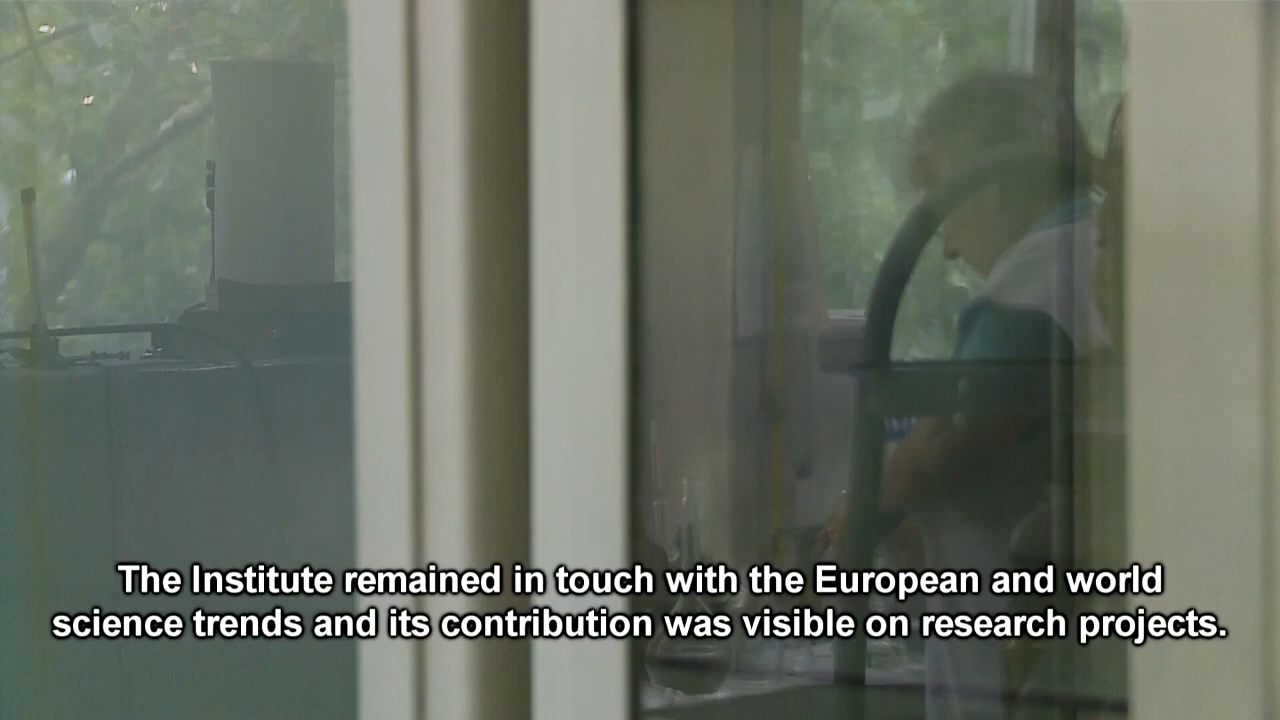 The Institute remained in touch with the European and world
science trends and its contribution was visible on research projects.